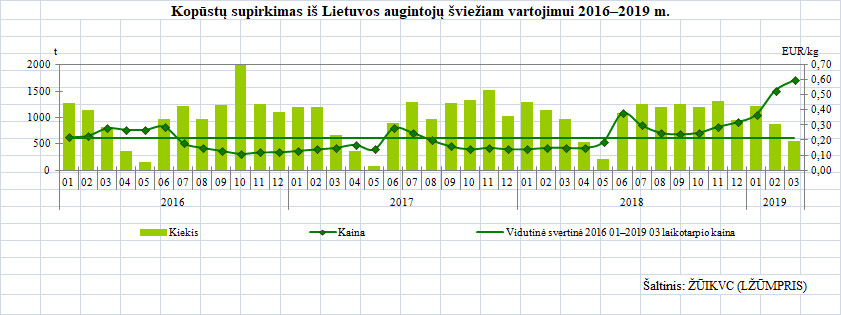 Kopūstų supirkimas iš Lietuvos augintojų šviežiam vartojimui 2016–2019 m.
t EUR/kg
2000 0,70
0,60
1500 0,50
0,40
1000
0,30
500 0,20
0,10
0 0,00
01 02 03 04 05 06 07 08 09 10 11 12 01 02 03 04 05 06 07 08 09 10 11 12 01 02 03 04 05 06 07 08 09 10 11 12 01 02 03
2016 2017 2018 2019
Kiekis Kaina Vidutinė svertinė 2016 01–2019 03 laikotarpio kaina
Šaltinis: ŽŪIKVC (LŽŪMPRIS)